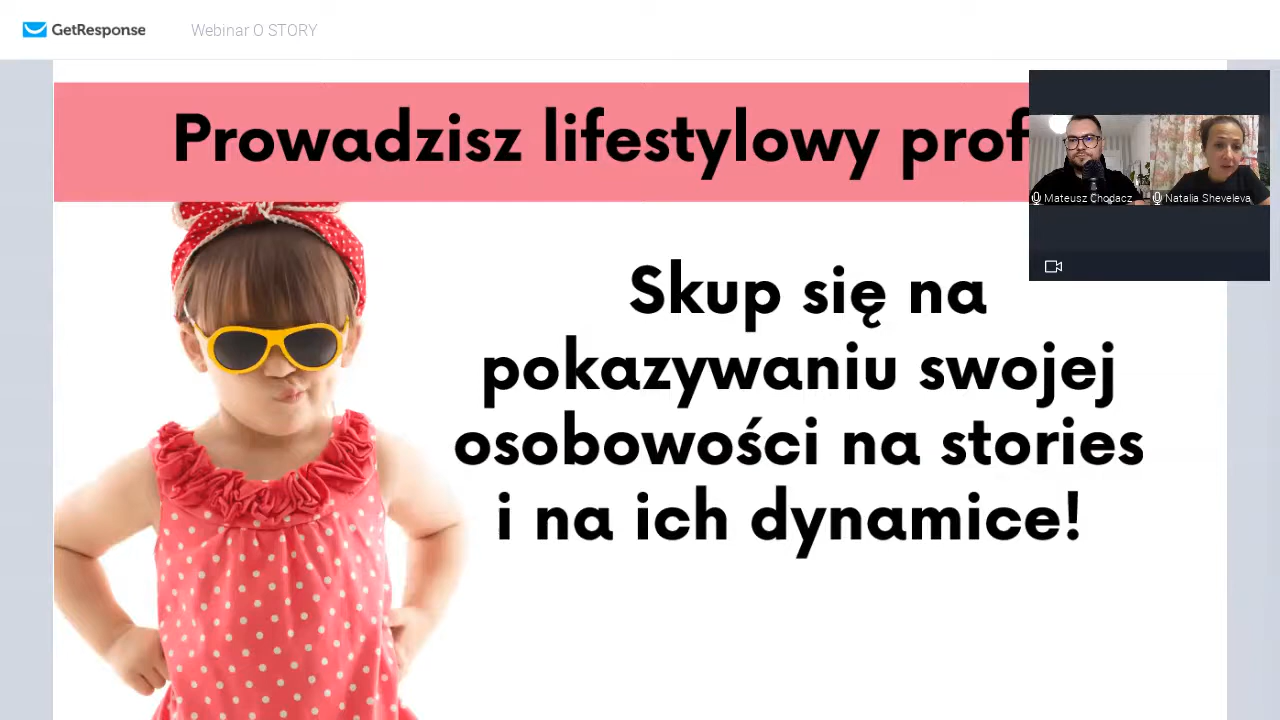 GetResponse
Webinar O STORY
Prowadzisz lifestylowy prof
Mateusz Chodacz
Natalia Sheveleva
Skup się na
pokazywaniu swojej
osobowości na stories
i na ich dynamice!